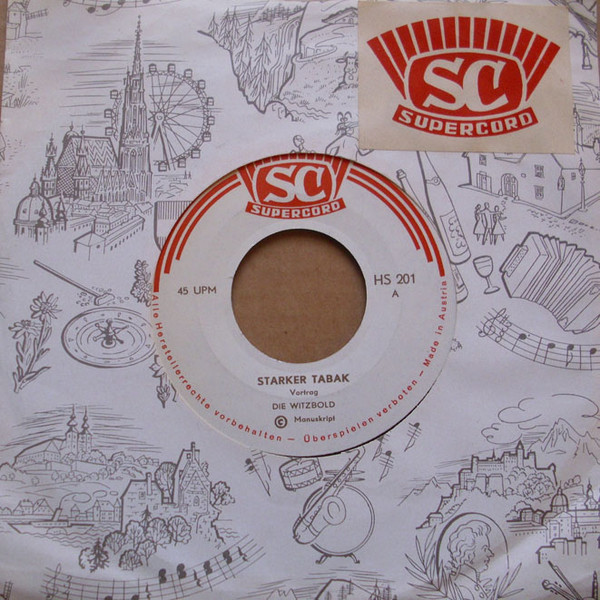 SC
SUPERCORD
SC
SUPERCORD
45 UPM
HS 201
A
STARKER TABAK
Vortrag
DIE WITZBOLD
© Manuskript
Alle Herstellerrechte vorbehalten — Überspielen verboten — Made in Austria